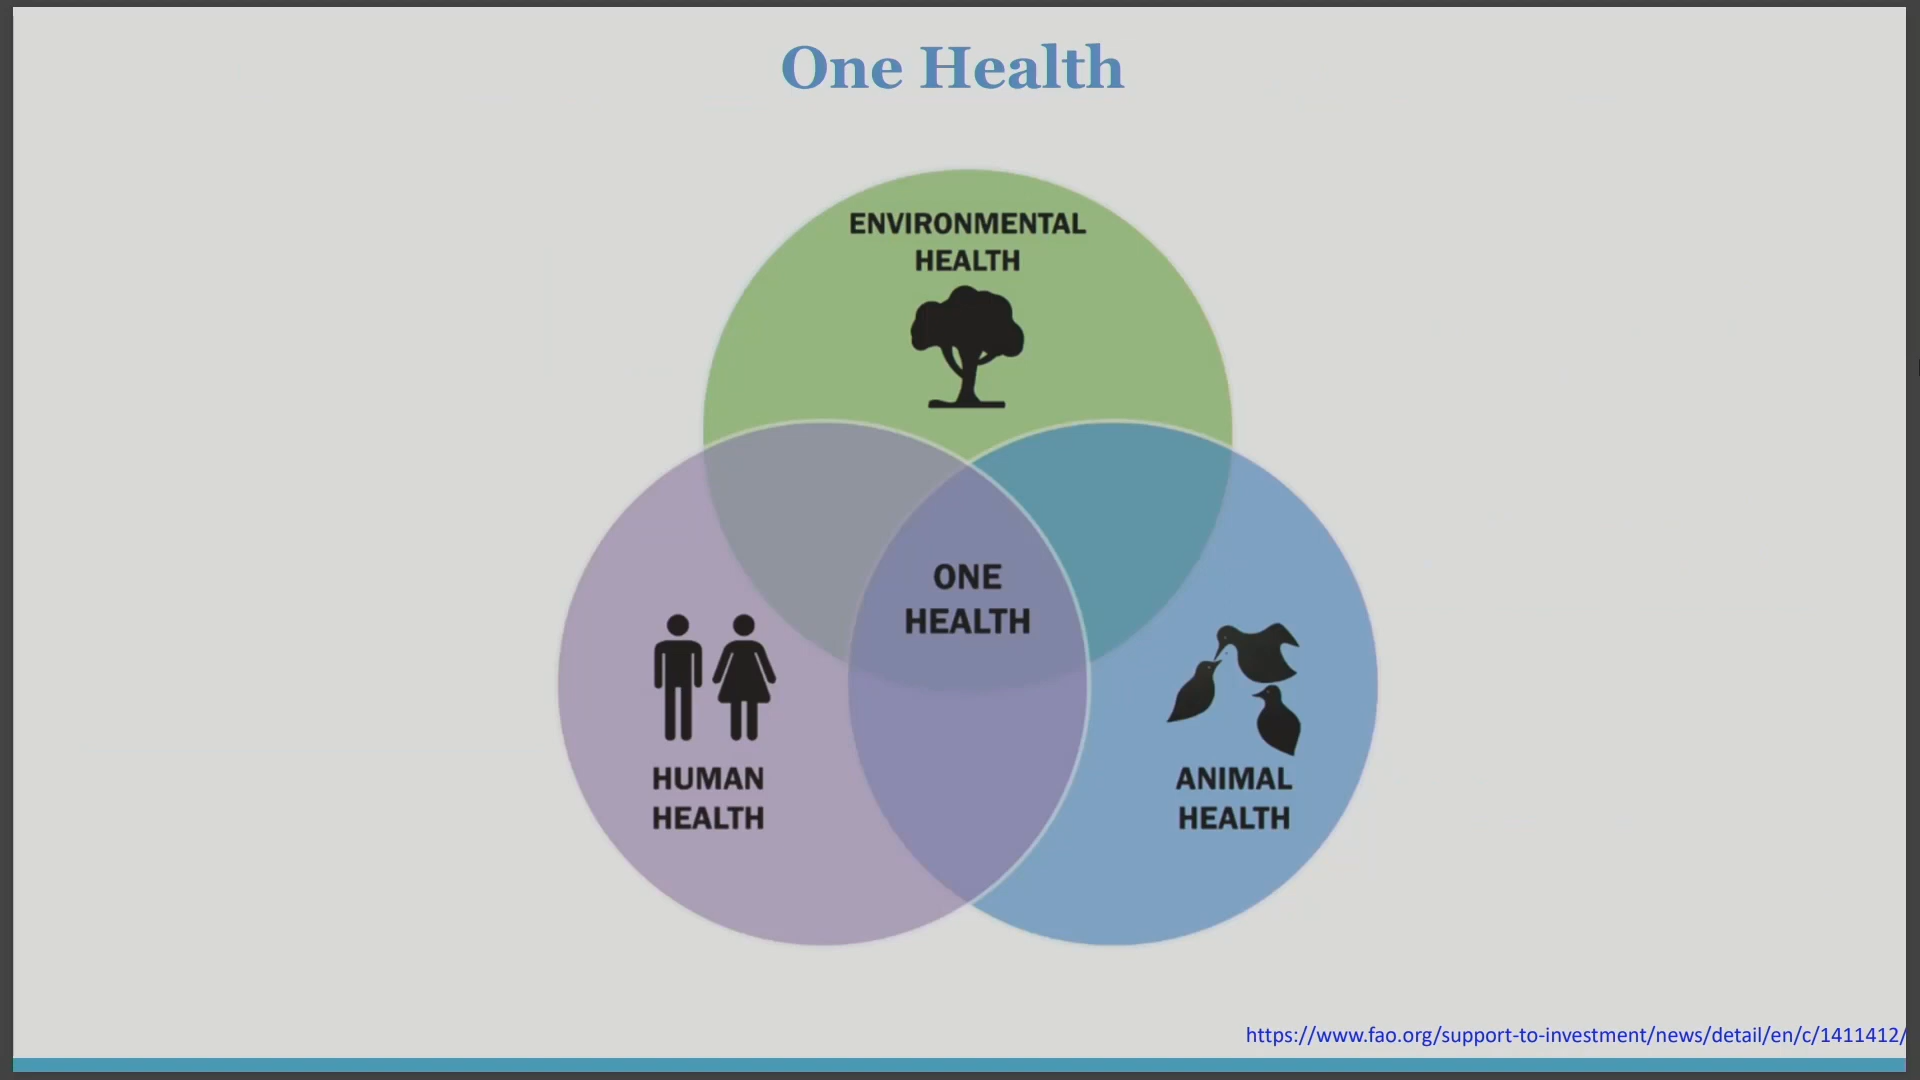 One Health
ENVIRONMENTAL
HEALTH
ONE
HEALTH
HUMAN
HEALTH
ANIMAL
HEALTH
https://www.fao.org/support-to-investment/news/detail/en/c/1411412/